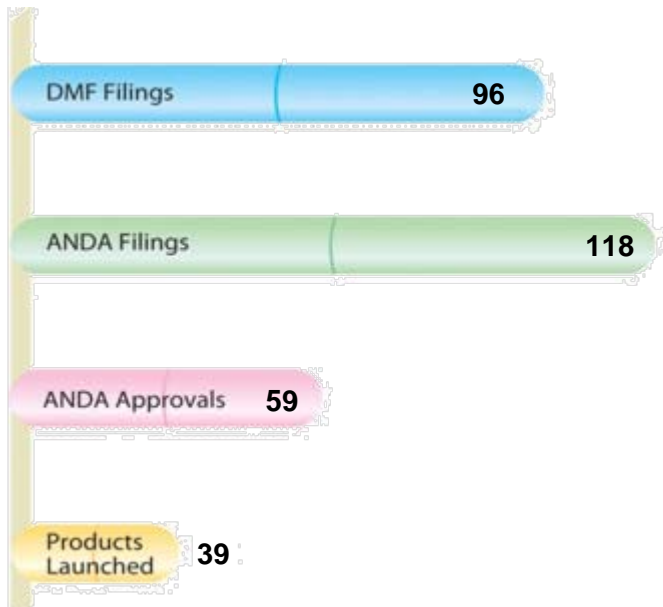 DMF Filings 96
ANDA Filings 118
ANDA Approvals 59
Products
Launched 39